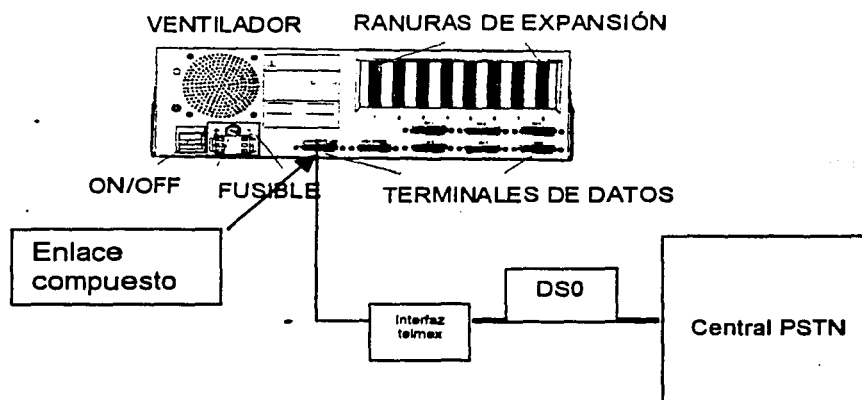 VENTILADOR
RANURAS DE EXPANSIÓN
ON/OFF
FUSIBLE
TERMINALES DE DATOS
Enlace
compuesto
DS0
Interfaz
telmex
Central PSTN